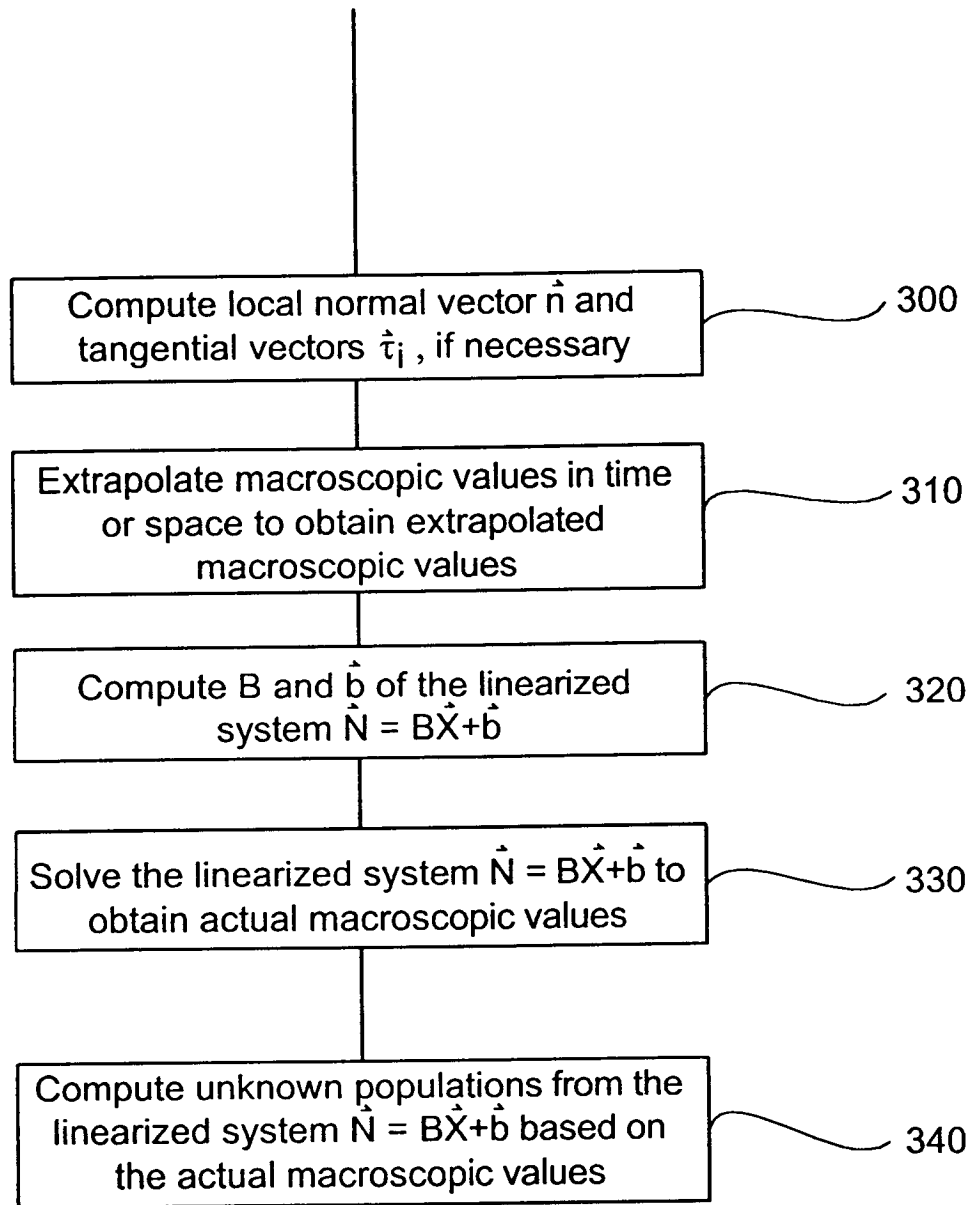 Compute local normal vector n⃗ and
tangential vectors τ⃗ᵢ , if necessary
300
Extrapolate macroscopic values in time
or space to obtain extrapolated
macroscopic values
310
Compute B and b⃗ of the linearized
system N⃗ = BX⃗+b⃗
320
Solve the linearized system N⃗ = BX⃗+b⃗ to
obtain actual macroscopic values
330
Compute unknown populations from the
linearized system N⃗ = BX⃗+b⃗ based on
the actual macroscopic values
340